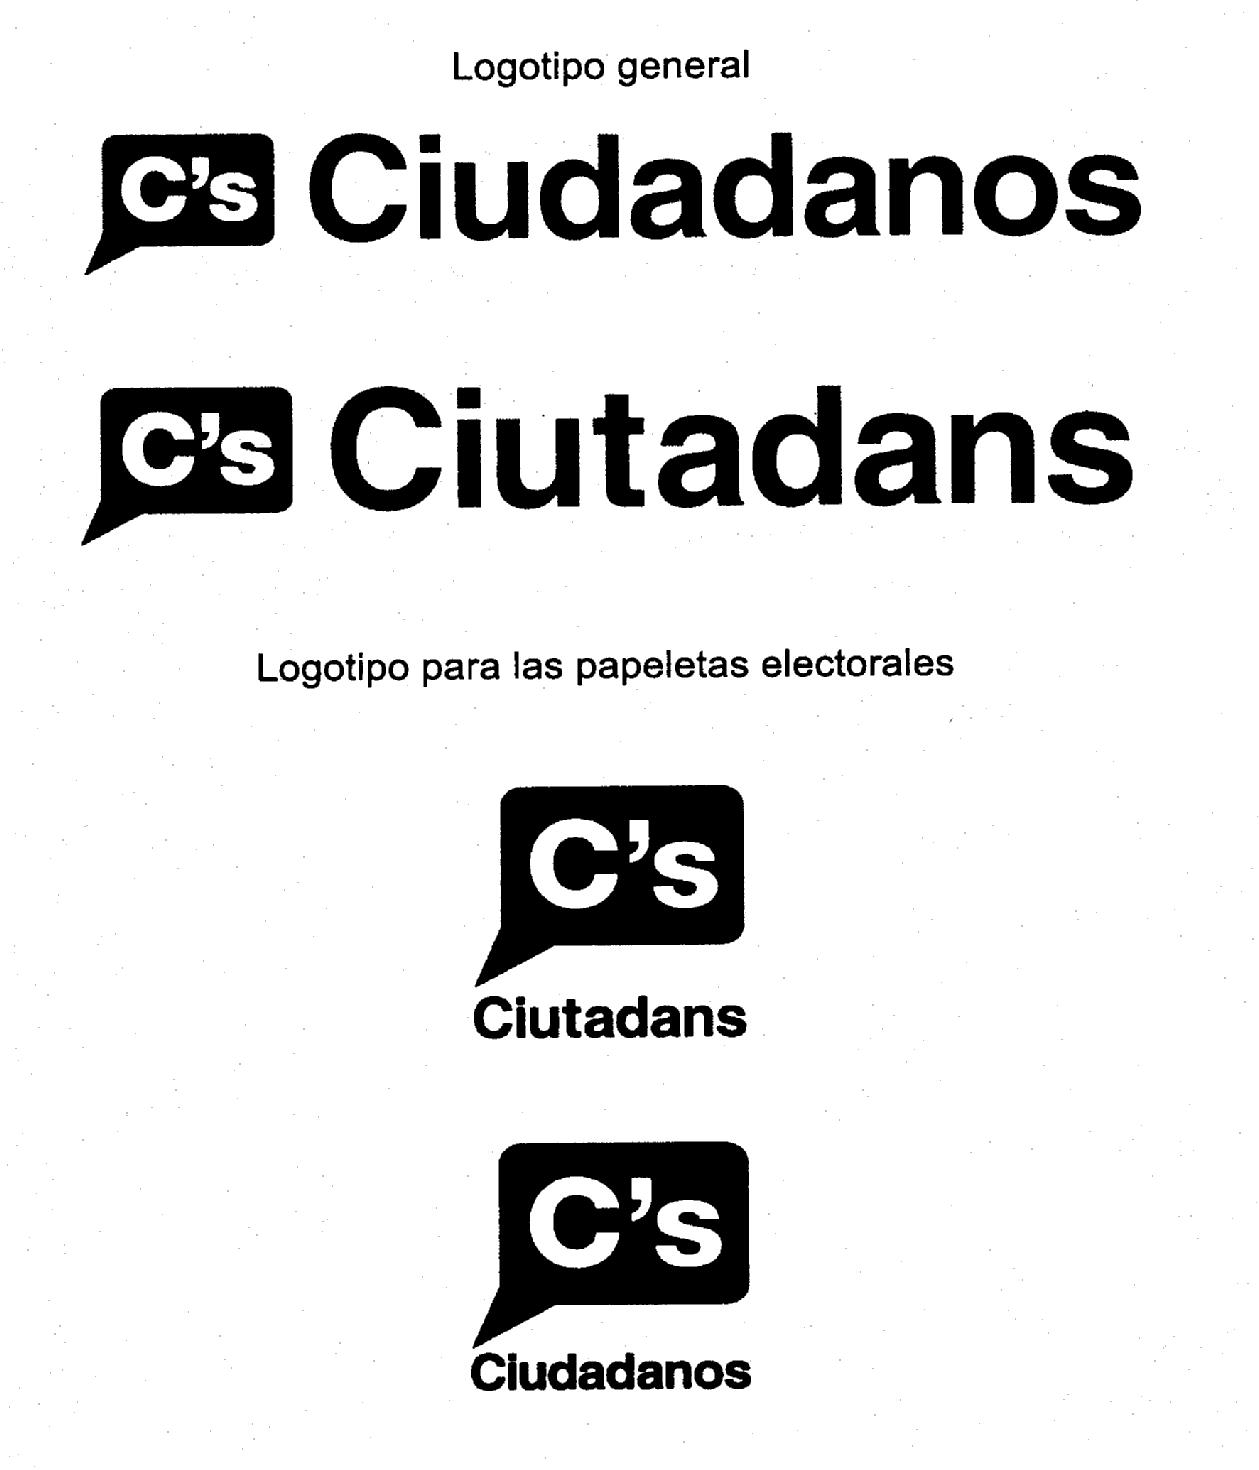 Logotipo general
C's Ciudadanos
C's Ciutadans
Logotipo para las papeletas electorales
C's
Ciutadans
C's
Ciudadanos